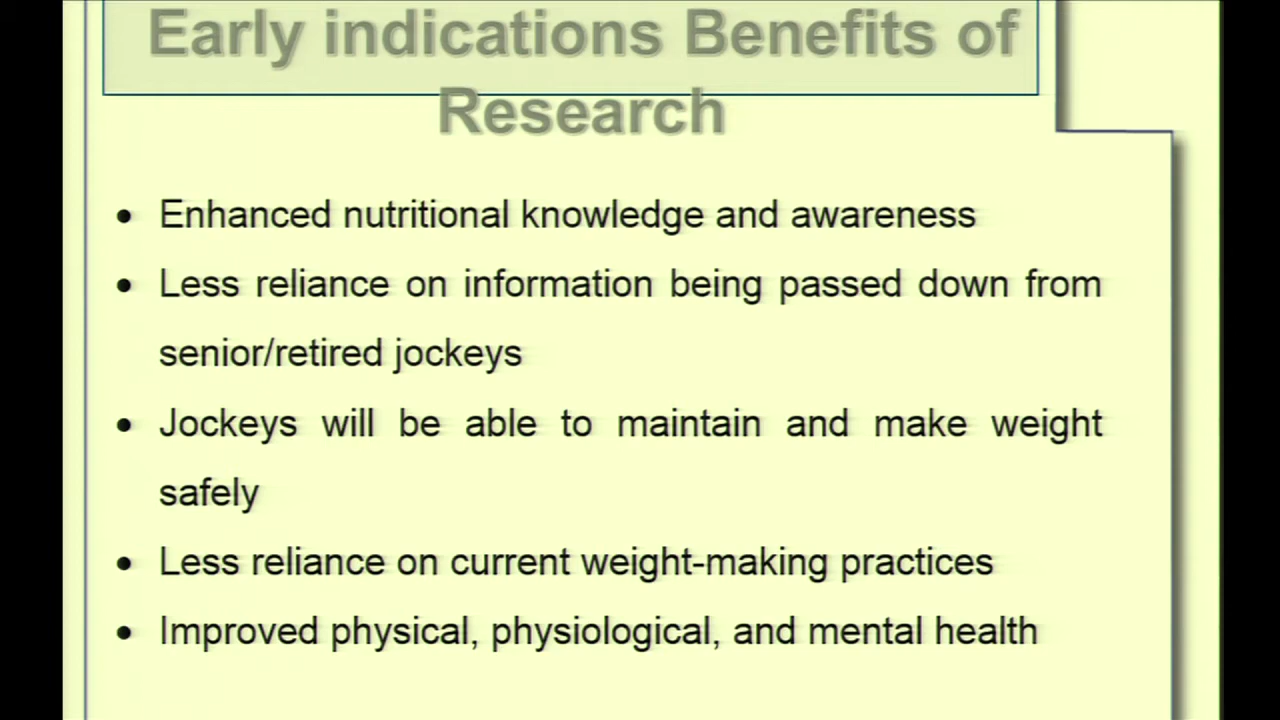 Early indications Benefits of
Research
• Enhanced nutritional knowledge and awareness
• Less reliance on information being passed down from
senior/retired jockeys
• Jockeys will be able to maintain and make weight
safely
• Less reliance on current weight-making practices
• Improved physical, physiological, and mental health